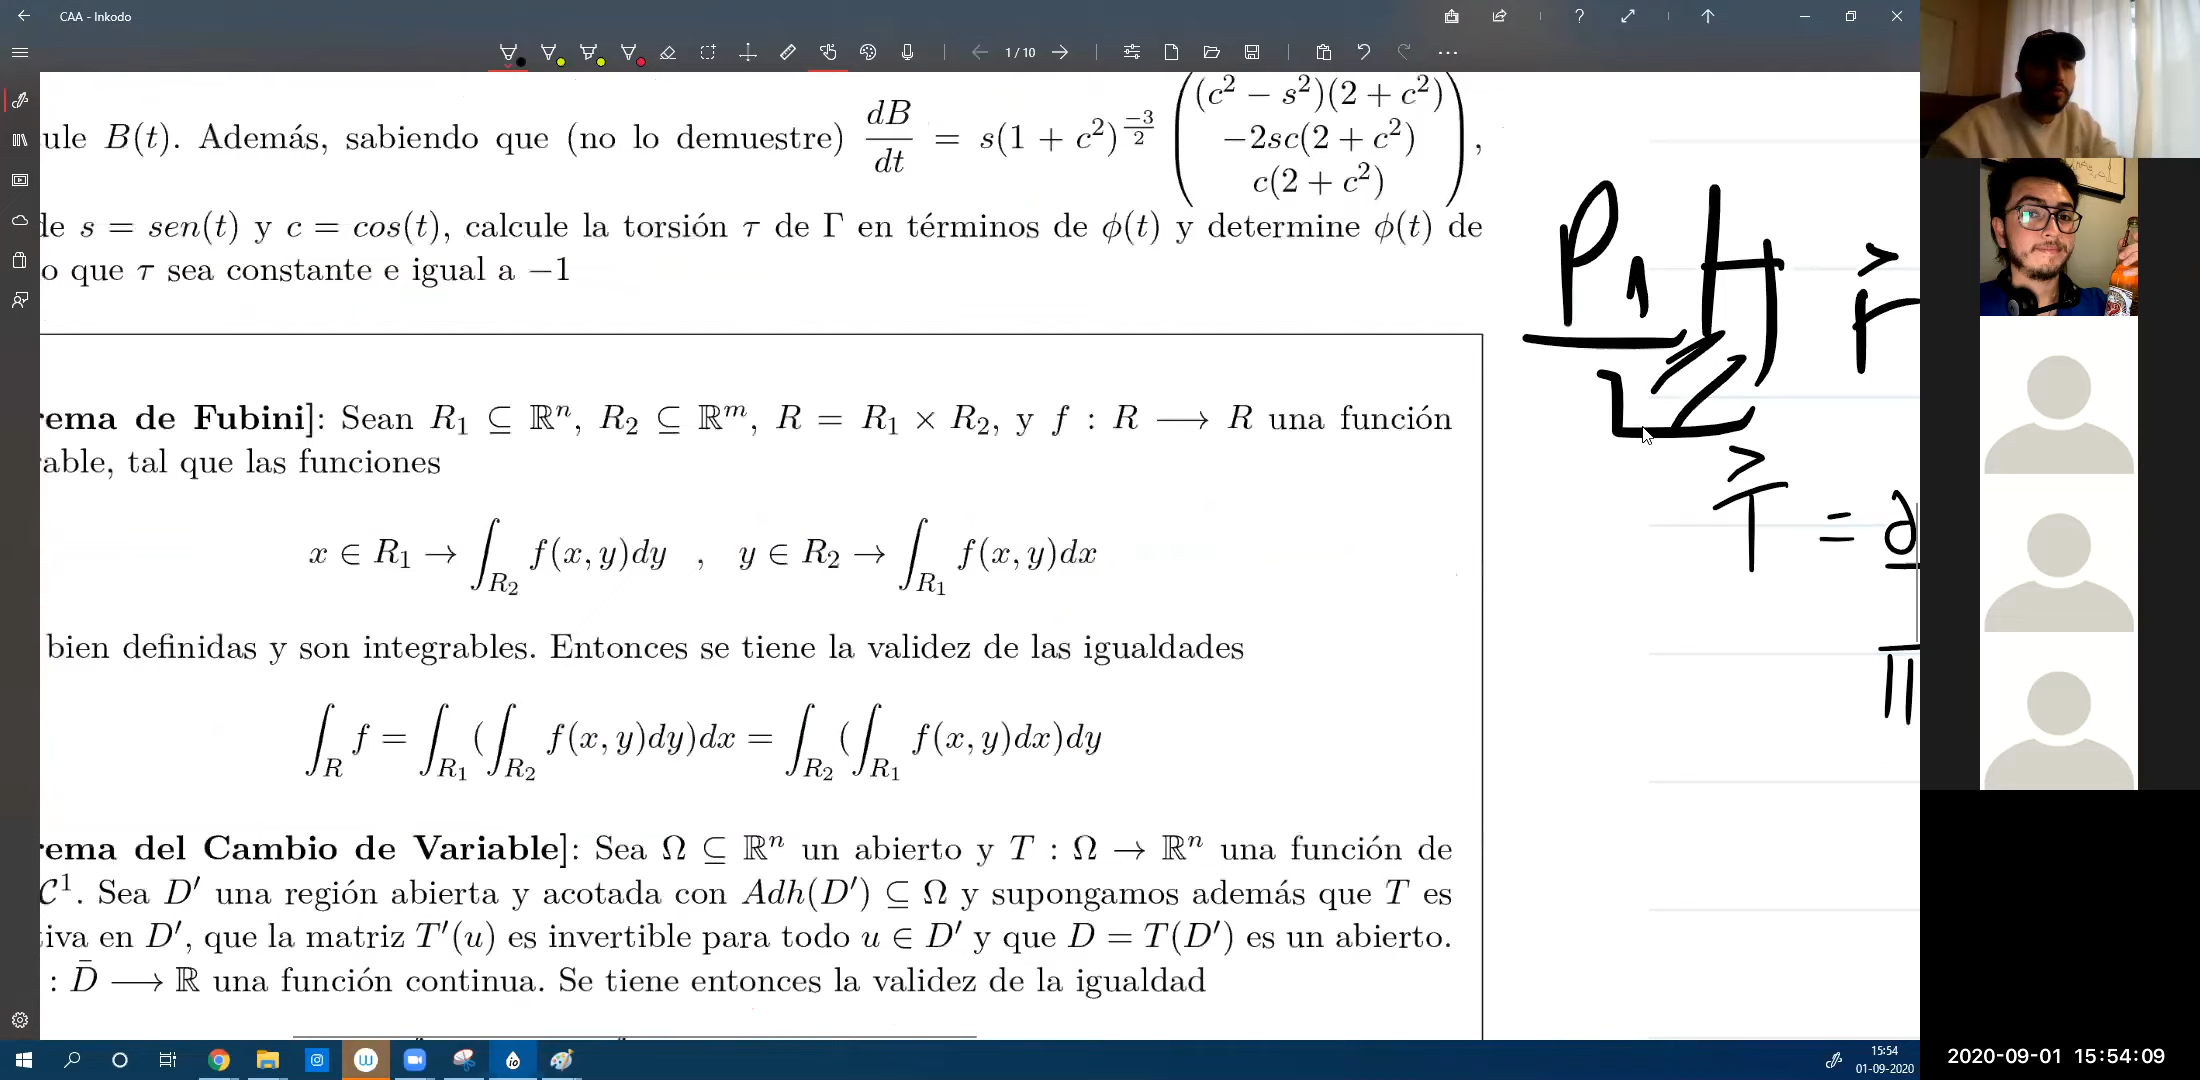 CAA - Inkodo
1 / 10
ule B(t). Además, sabiendo que (no lo demuestre) dB/dt = s(1 + c²)^(-3/2) ( (c² − s²)(2 + c²) ; −2sc(2 + c²) ; c(2 + c²) ),
de s = sen(t) y c = cos(t), calcule la torsión τ de Γ en términos de ϕ(t) y determine ϕ(t) de
o que τ sea constante e igual a −1
rema de Fubini]: Sean R₁ ⊆ ℝⁿ, R₂ ⊆ ℝᵐ, R = R₁ × R₂, y f : R ⟶ R una función
able, tal que las funciones
x ∈ R₁ → ∫_{R₂} f(x, y)dy , y ∈ R₂ → ∫_{R₁} f(x, y)dx
bien definidas y son integrables. Entonces se tiene la validez de las igualdades
∫_R f = ∫_{R₁} (∫_{R₂} f(x, y)dy)dx = ∫_{R₂} (∫_{R₁} f(x, y)dx)dy
rema del Cambio de Variable]: Sea Ω ⊆ ℝⁿ un abierto y T : Ω → ℝⁿ una función de
C¹. Sea D′ una región abierta y acotada con Adh(D′) ⊆ Ω y supongamos además que T es
tiva en D′, que la matriz T′(u) es invertible para todo u ∈ D′ y que D = T(D′) es un abierto.
: D̄ ⟶ ℝ una función continua. Se tiene entonces la validez de la igualdad
P1
r⃗
T⃗ =
15:54
01-09-2020
2020-09-01 15:54:09